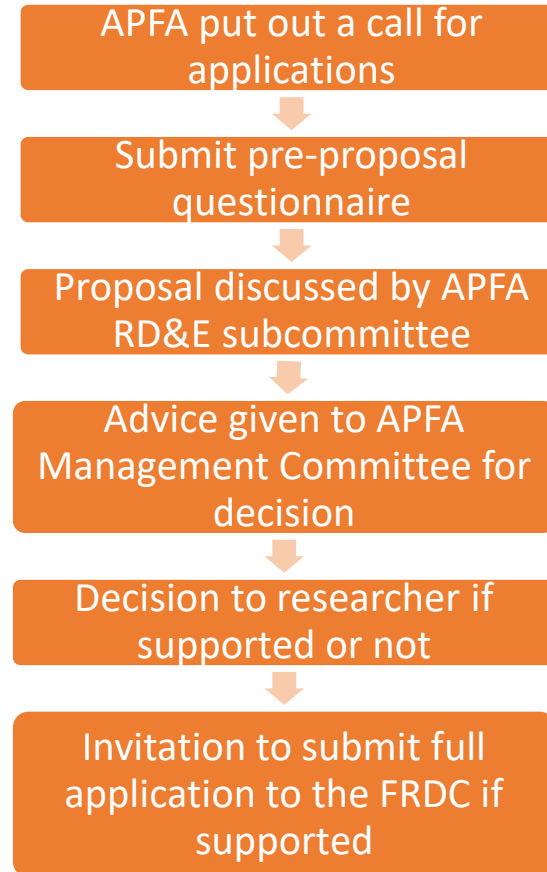 APFA put out a call for
applications
Submit pre-proposal
questionnaire
Proposal discussed by APFA
RD&E subcommittee
Advice given to APFA
Management Committee for
decision
Decision to researcher if
supported or not
Invitation to submit full
application to the FRDC if
supported